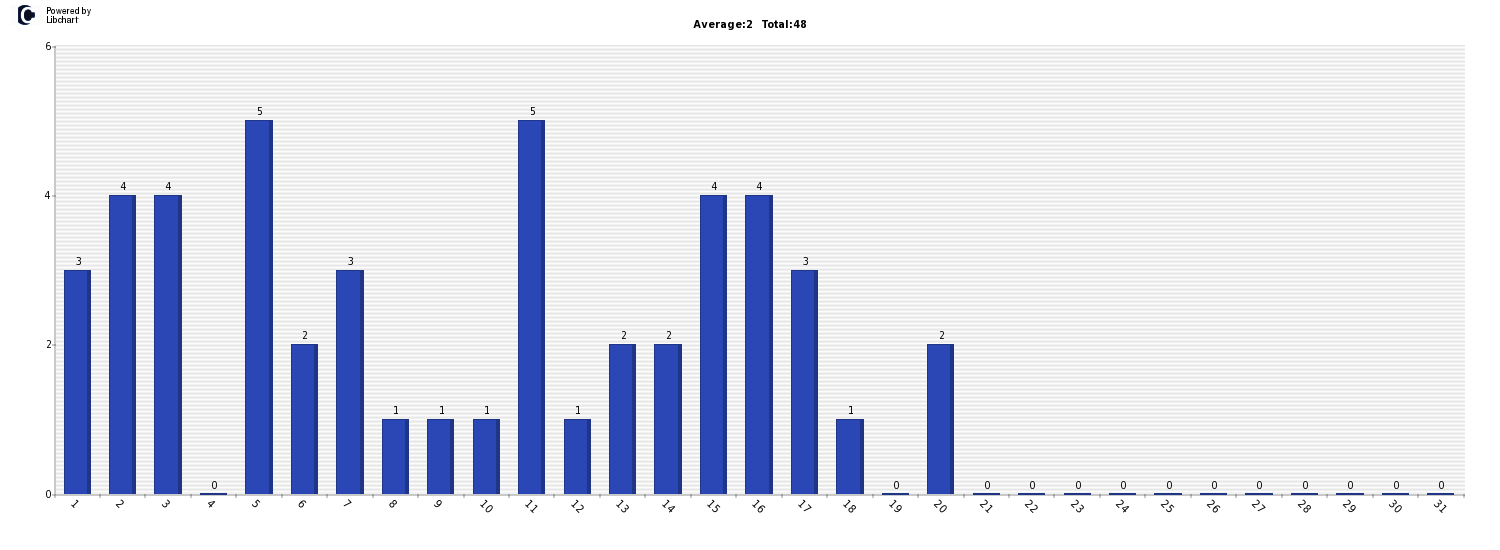 Powered by
Libchart
Average:2 Total:48
6
5 5
4 4 4 4 4
3 3 3
2 2 2 2 2
1 1 1 1 1
0 0 0 0 0 0 0 0 0 0 0 0 0 0
1 2 3 4 5 6 7 8 9 10 11 12 13 14 15 16 17 18 19 20 21 22 23 24 25 26 27 28 29 30 31